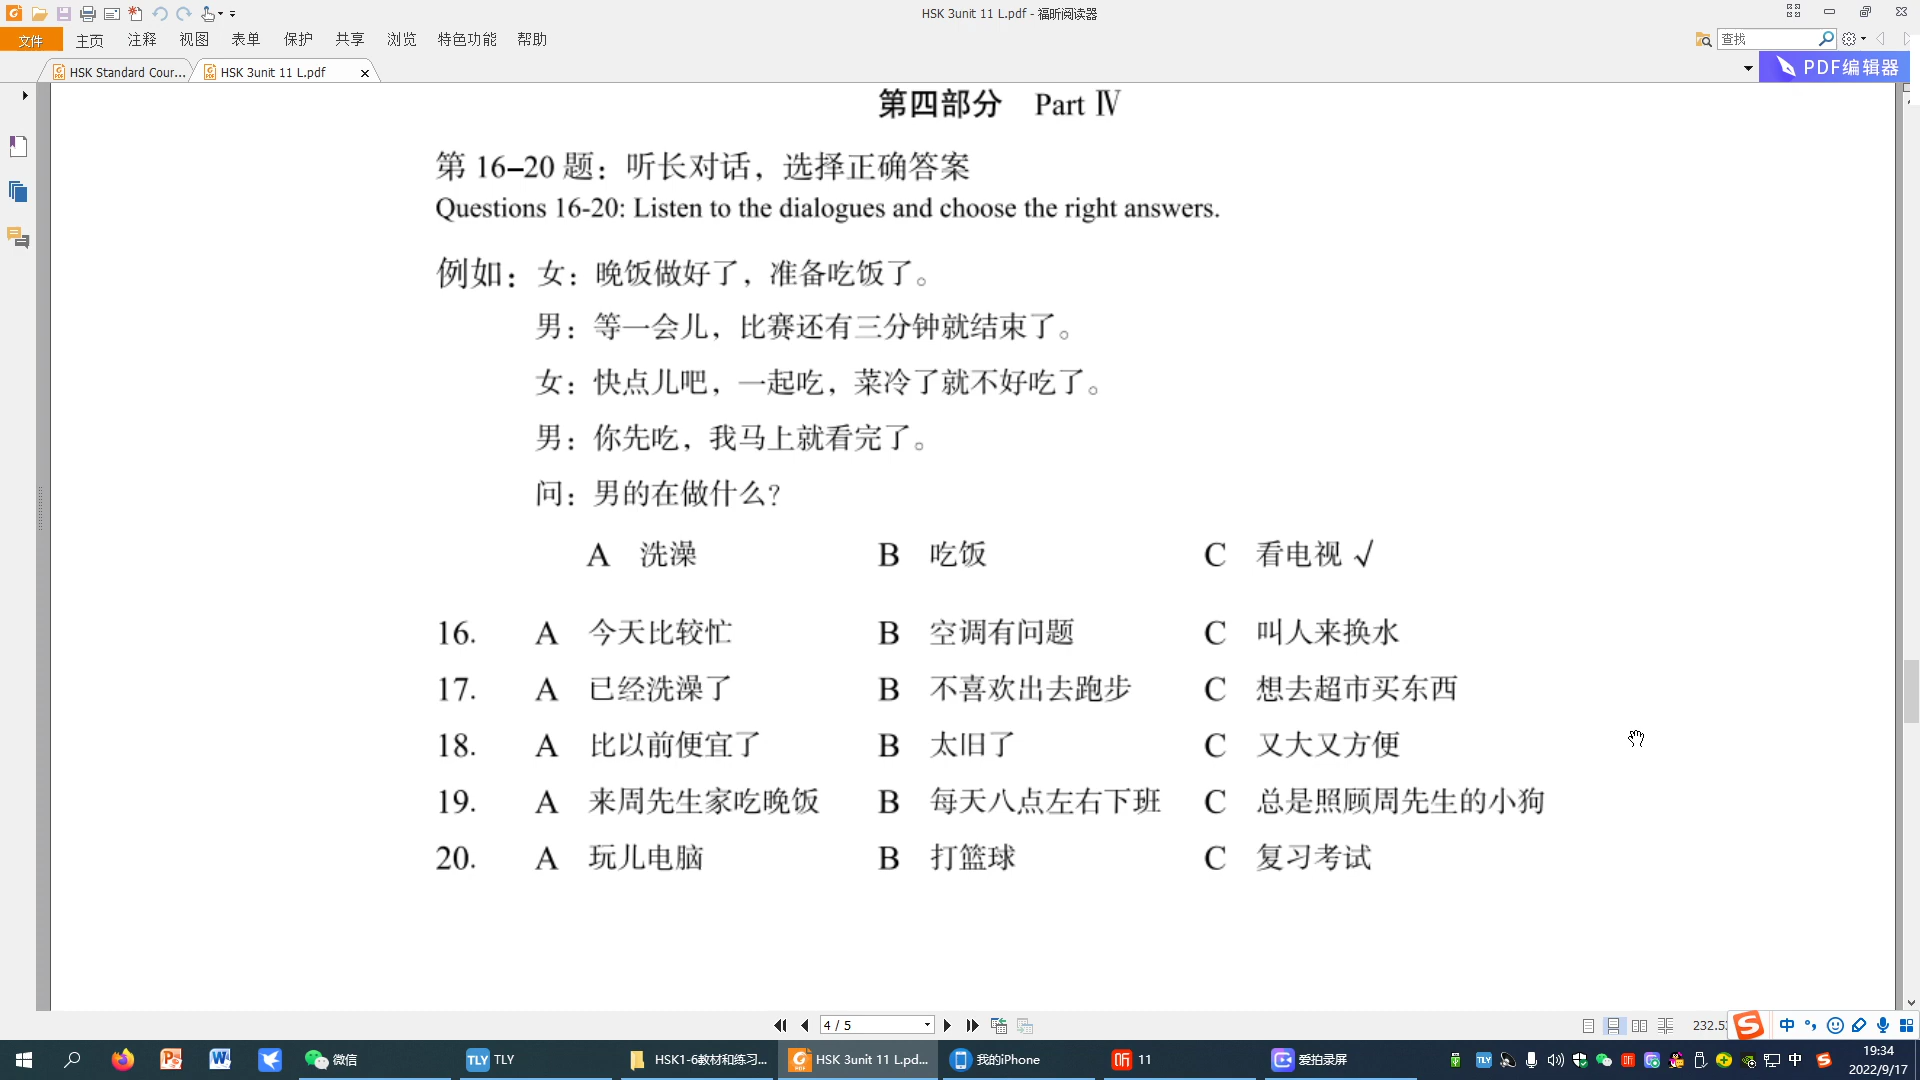 HSK 3unit 11 L.pdf - 福昕阅读器
文件 主页 注释 视图 表单 保护 共享 浏览 特色功能 帮助 查找
HSK Standard Cour... HSK 3unit 11 L.pdf PDF编辑器
第四部分 Part Ⅳ
第 16–20 题：听长对话，选择正确答案
Questions 16-20: Listen to the dialogues and choose the right answers.
例如：女：晚饭做好了，准备吃饭了。
男：等一会儿，比赛还有三分钟就结束了。
女：快点儿吧，一起吃，菜冷了就不好吃了。
男：你先吃，我马上就看完了。
问：男的在做什么？
A 洗澡 B 吃饭 C 看电视 √
16. A 今天比较忙 B 空调有问题 C 叫人来换水
17. A 已经洗澡了 B 不喜欢出去跑步 C 想去超市买东西
18. A 比以前便宜了 B 太旧了 C 又大又方便
19. A 来周先生家吃晚饭 B 每天八点左右下班 C 总是照顾周先生的小狗
20. A 玩儿电脑 B 打篮球 C 复习考试
4 / 5 232.5 中
微信 TLY TLY HSK1-6教材和练习... HSK 3unit 11 L.pd... 我的iPhone 听 11 爱拍录屏 中 19:34
2022/9/17